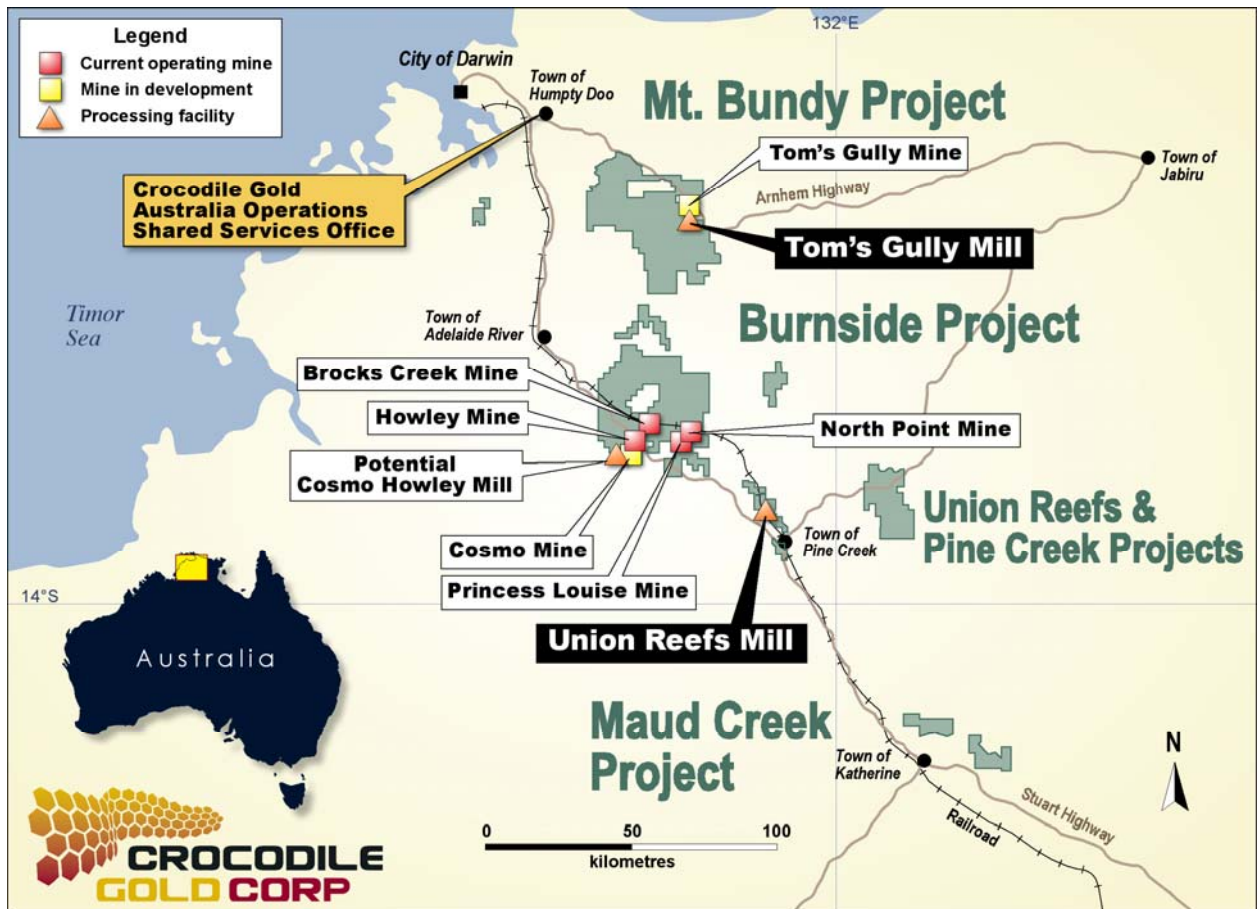 Legend
Current operating mine
Mine in development
Processing facility
132°E
City of Darwin
Town of
Humpty Doo
Mt. Bundy Project
Tom's Gully Mine
Town of
Jabiru
Arnhem Highway
Crocodile Gold
Australia Operations
Shared Services Office
Tom's Gully Mill
Timor
Sea
Town of
Adelaide River
Burnside Project
Brocks Creek Mine
Howley Mine
North Point Mine
Potential
Cosmo Howley Mill
Union Reefs &
Pine Creek Projects
Cosmo Mine
Town of
Pine Creek
Princess Louise Mine
14°S
Union Reefs Mill
Australia
Maud Creek
Project
Town of
Katherine
N
Stuart Highway
Railroad
0 50 100
kilometres
CROCODILE
GOLD CORP